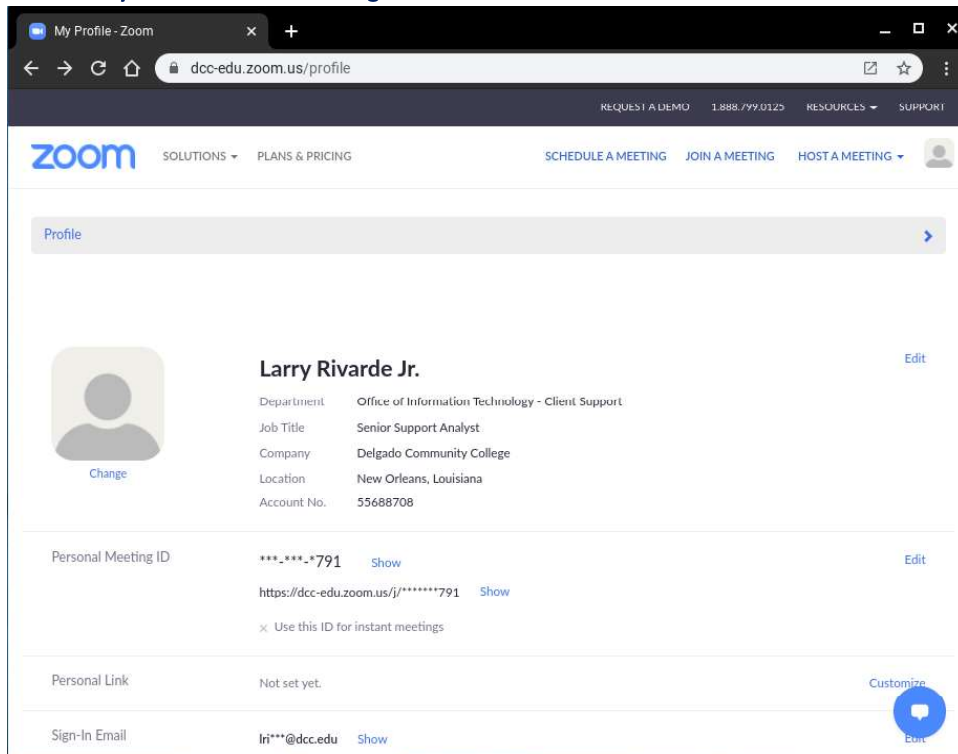 My Profile - Zoom
dcc-edu.zoom.us/profile
REQUEST A DEMO 1.888.799.0125 RESOURCES SUPPORT
zoom SOLUTIONS PLANS & PRICING SCHEDULE A MEETING JOIN A MEETING HOST A MEETING
Profile
Larry Rivarde Jr. Edit
Department Office of Information Technology - Client Support
Job Title Senior Support Analyst
Company Delgado Community College
Change
Location New Orleans, Louisiana
Account No. 55688708
Personal Meeting ID ***-***-*791 Show Edit
https://dcc-edu.zoom.us/j/*******791 Show
× Use this ID for instant meetings
Personal Link Not set yet. Customize
Sign-In Email lri***@dcc.edu Show Edit